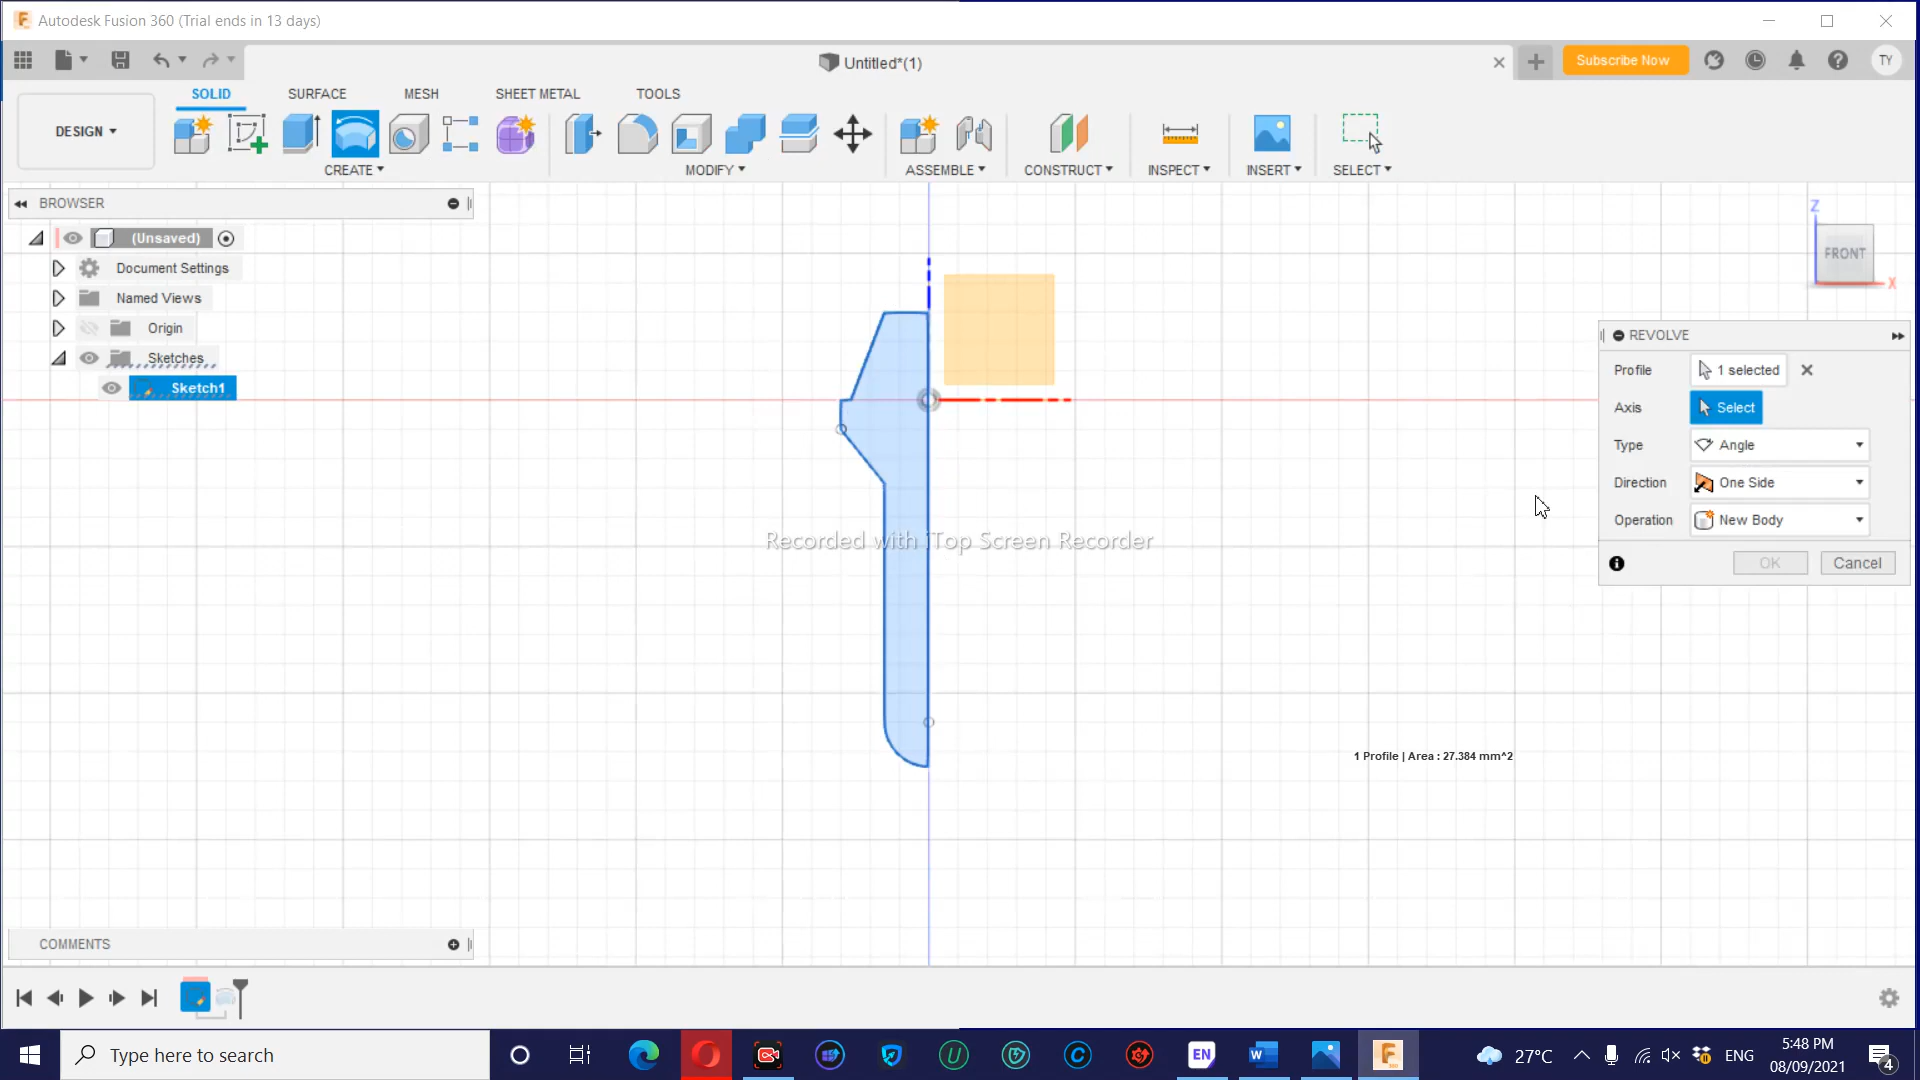 Autodesk Fusion 360 (Trial ends in 13 days)
Untitled*(1)
Subscribe Now
TY
DESIGN
SOLID
SURFACE
MESH
SHEET METAL
TOOLS
CREATE
MODIFY
ASSEMBLE
CONSTRUCT
INSPECT
INSERT
SELECT
BROWSER
(Unsaved)
Document Settings
Named Views
Origin
Sketches
Sketch1
Z
FRONT
X
REVOLVE
Profile
1 selected
Axis
Select
Type
Angle
Direction
One Side
Operation
New Body
OK
Cancel
Recorded with iTop Screen Recorder
1 Profile | Area : 27.384 mm^2
COMMENTS
Type here to search
EN
27°C
ENG
5:48 PM
08/09/2021
4